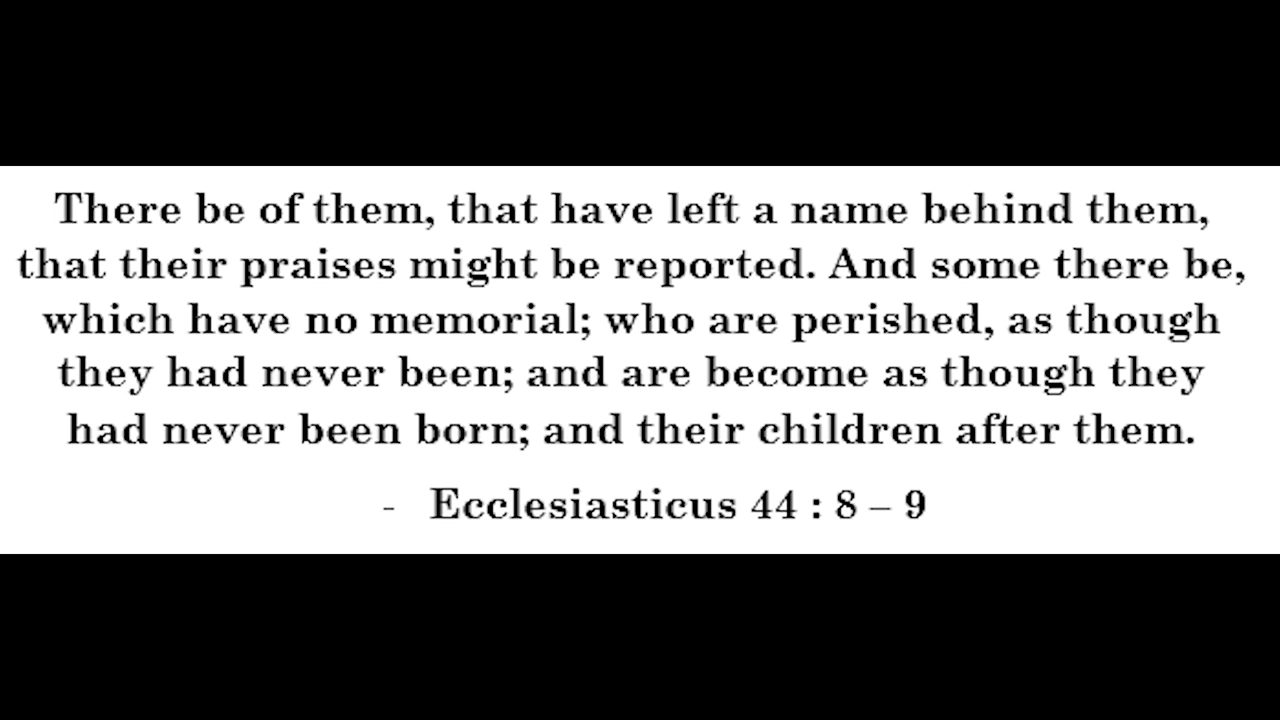 There be of them, that have left a name behind them,
that their praises might be reported. And some there be,
which have no memorial; who are perished, as though
they had never been; and are become as though they
had never been born; and their children after them.
- Ecclesiasticus 44 : 8 – 9